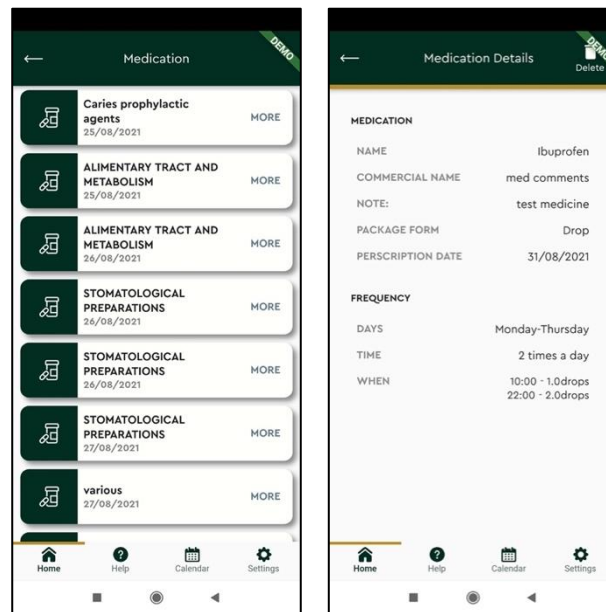 DEMO
Medication
Caries prophylactic
agents
25/08/2021
MORE
ALIMENTARY TRACT AND
METABOLISM
25/08/2021
MORE
ALIMENTARY TRACT AND
METABOLISM
26/08/2021
MORE
STOMATOLOGICAL
PREPARATIONS
26/08/2021
MORE
STOMATOLOGICAL
PREPARATIONS
26/08/2021
MORE
STOMATOLOGICAL
PREPARATIONS
27/08/2021
MORE
various
27/08/2021
MORE
Home Help Calendar Settings
DEMO
Medication Details
Delete
MEDICATION
NAME Ibuprofen
COMMERCIAL NAME med comments
NOTE: test medicine
PACKAGE FORM Drop
PERSCRIPTION DATE 31/08/2021
FREQUENCY
DAYS Monday-Thursday
TIME 2 times a day
WHEN 10:00 - 1.0drops
22:00 - 2.0drops
Home Help Calendar Settings